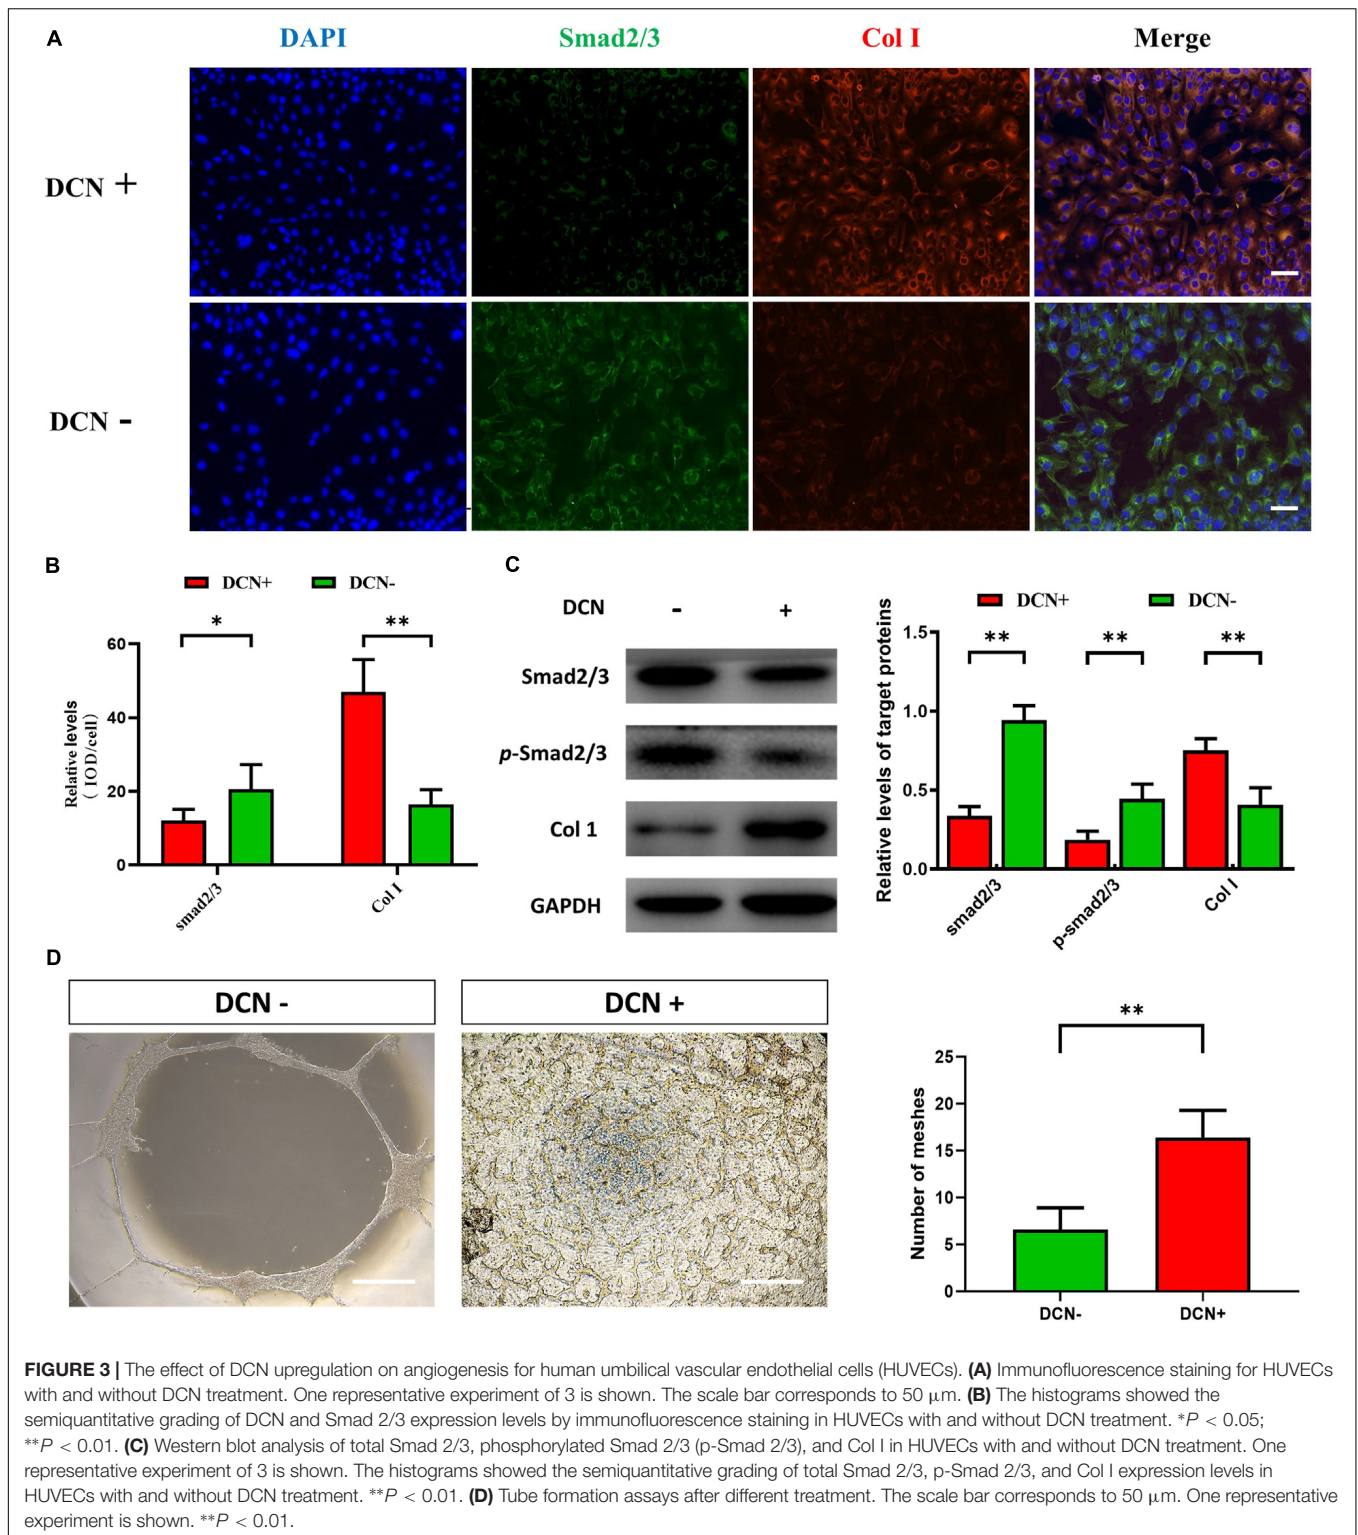 A
DAPI Smad2/3 Col I Merge
DCN +
DCN -
B
DCN+ DCN-
* **
60
40
20
0
Relative levels
( IOD/cell)
smad2/3 Col I
C
DCN - +
Smad2/3
p-Smad2/3
Col 1
GAPDH
DCN+ DCN-
** ** **
1.5
1.0
0.5
0.0
Relative levels of target proteins
smad2/3 p-smad2/3 Col I
D
DCN - DCN +
**
25
20
15
10
5
0
Number of meshes
DCN- DCN+
FIGURE 3 | The effect of DCN upregulation on angiogenesis for human umbilical vascular endothelial cells (HUVECs). (A) Immunofluorescence staining for HUVECs
with and without DCN treatment. One representative experiment of 3 is shown. The scale bar corresponds to 50 μm. (B) The histograms showed the
semiquantitative grading of DCN and Smad 2/3 expression levels by immunofluorescence staining in HUVECs with and without DCN treatment. *P < 0.05;
**P < 0.01. (C) Western blot analysis of total Smad 2/3, phosphorylated Smad 2/3 (p-Smad 2/3), and Col I in HUVECs with and without DCN treatment. One
representative experiment of 3 is shown. The histograms showed the semiquantitative grading of total Smad 2/3, p-Smad 2/3, and Col I expression levels in
HUVECs with and without DCN treatment. **P < 0.01. (D) Tube formation assays after different treatment. The scale bar corresponds to 50 μm. One representative
experiment is shown. **P < 0.01.